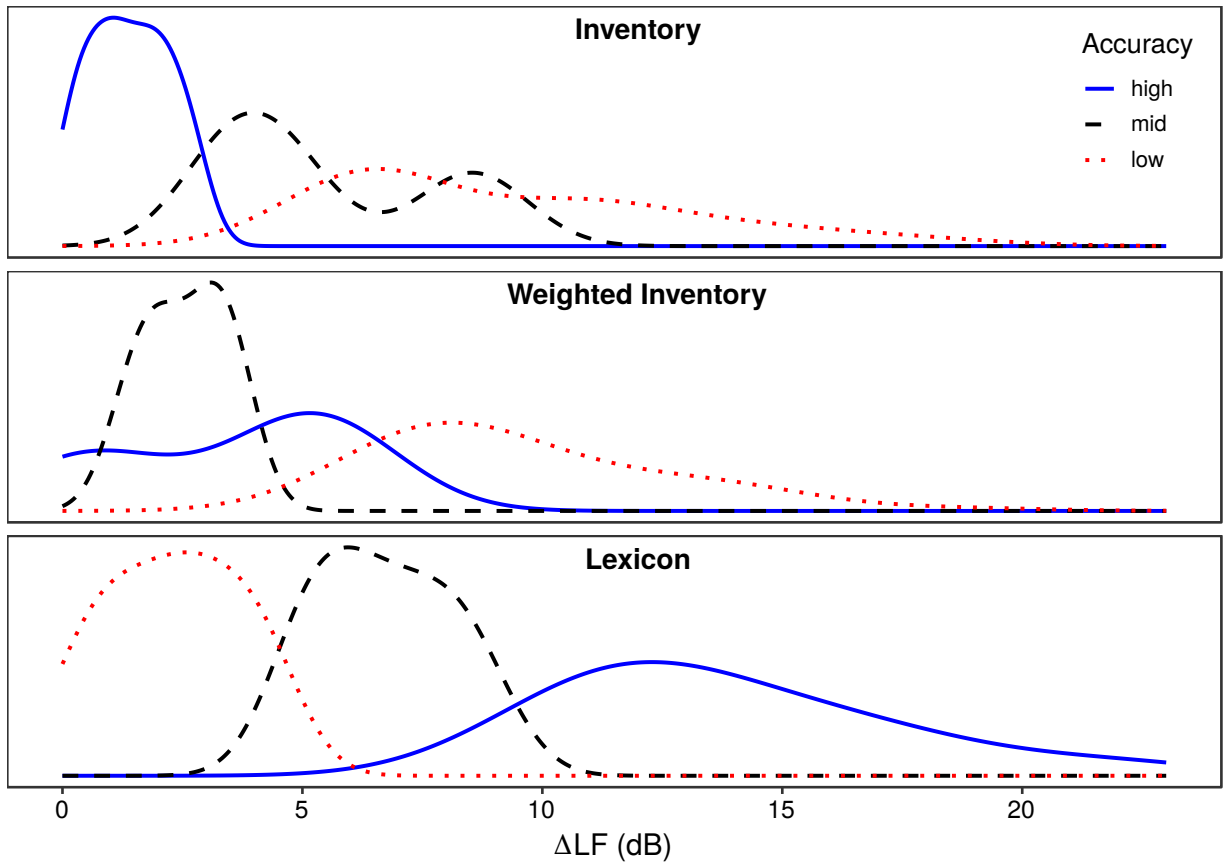 Inventory
Accuracy
high
mid
low
Weighted Inventory
Lexicon
0 5 10 15 20
ΔLF (dB)